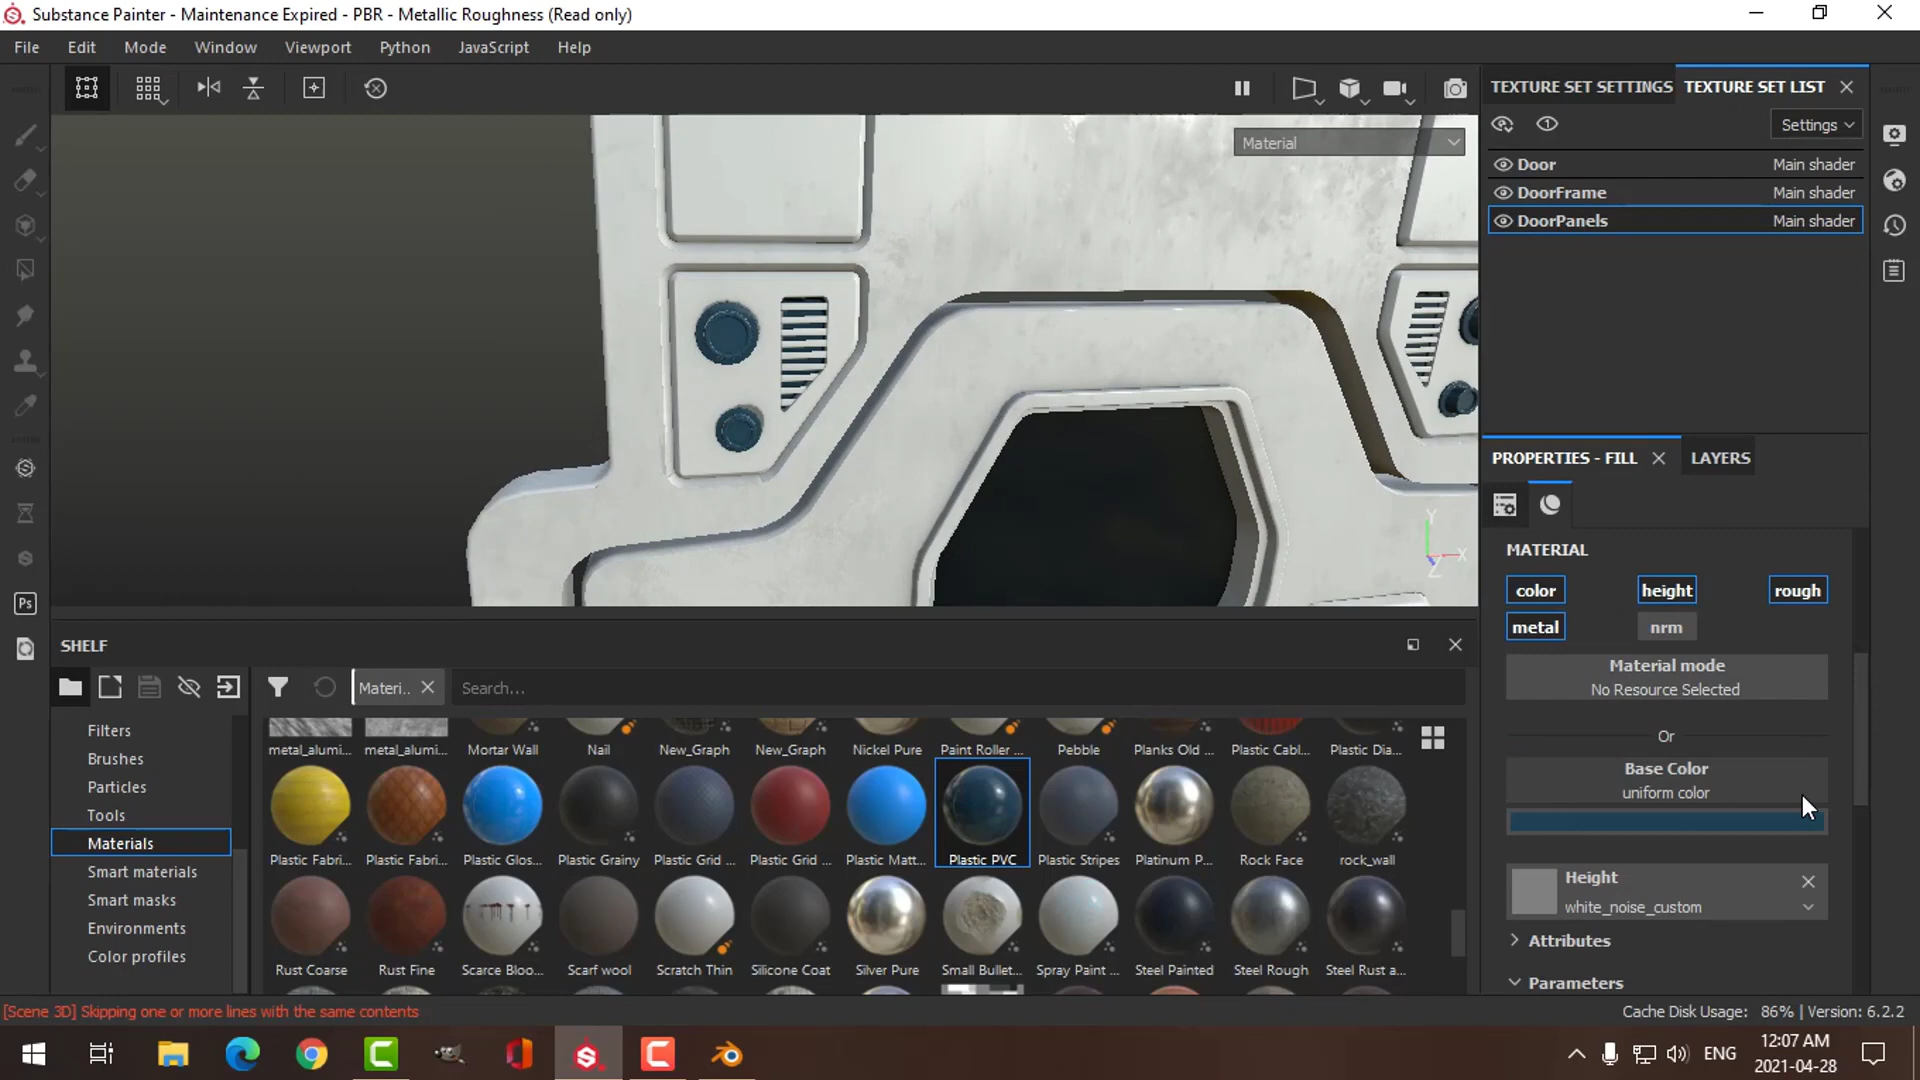 Substance Painter - Maintenance Expired - PBR - Metallic Roughness (Read only)
File Edit Mode Window Viewport Python JavaScript Help
TEXTURE SET SETTINGS TEXTURE SET LIST
Settings
Material
Door Main shader
DoorFrame Main shader
DoorPanels Main shader
Y
X
Z
PROPERTIES - FILL LAYERS
MATERIAL
color height rough
metal nrm
Material mode
No Resource Selected
Or
Base Color
uniform color
Height
white_noise_custom
Attributes
Parameters
Ps
SHELF
Materi...
Search...
Filters
Brushes
Particles
Tools
Materials
Smart materials
Smart masks
Environments
Color profiles
metal_alumi... metal_alumi... Mortar Wall Nail New_Graph New_Graph Nickel Pure Paint Roller ... Pebble Planks Old ... Plastic Cabl... Plastic Dia...
Plastic Fabri... Plastic Fabri... Plastic Glos... Plastic Grainy Plastic Grid ... Plastic Grid ... Plastic Matt... Plastic PVC Plastic Stripes Platinum P... Rock Face rock_wall
Rust Coarse Rust Fine Scarce Bloo... Scarf wool Scratch Thin Silicone Coat Silver Pure Small Bullet... Spray Paint ... Steel Painted Steel Rough Steel Rust a...
[Scene 3D] Skipping one or more lines with the same contents
Cache Disk Usage: 86% | Version: 6.2.2
ENG
12:07 AM
2021-04-28